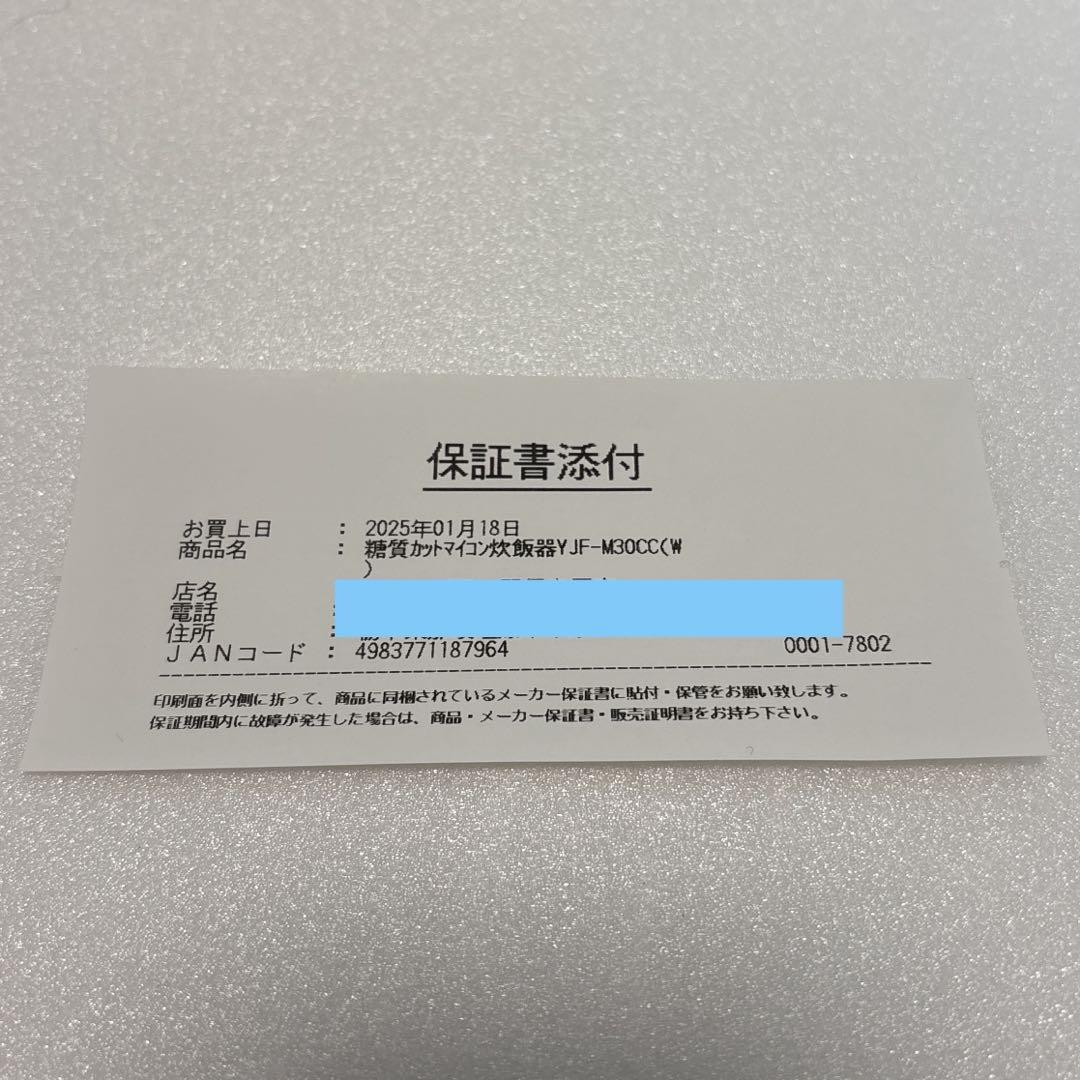 保証書添付
お買上日 : 2025年01月18日
商品名 : 糖質カットマイコン炊飯器YJF-M30CC(W
)
店名
電話 :
住所 :
JANコード : 4983771187964 0001-7802
印刷面を内側に折って、商品に同梱されているメーカー保証書に貼付・保管をお願い致します。
保証期間内に故障が発生した場合は、商品・メーカー保証書・販売証明書をお持ち下さい。